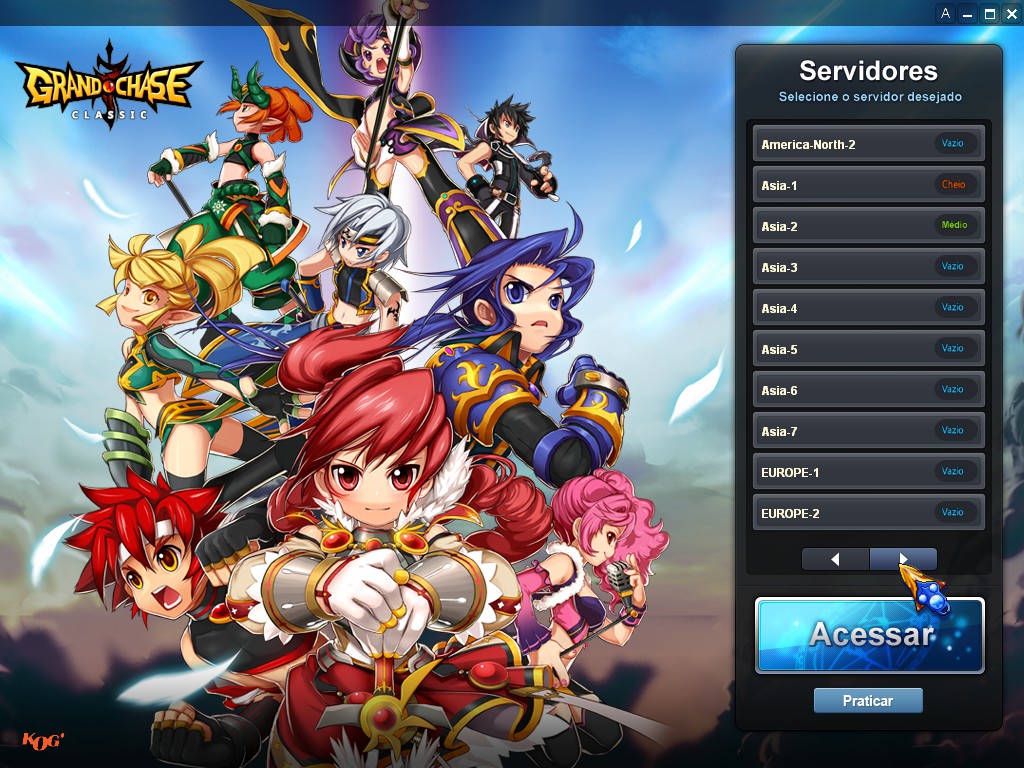 A
GRAND CHASE
CLASSIC
Servidores
Selecione o servidor desejado
America-North-2 Vazio
Asia-1 Cheio
Asia-2 Médio
Asia-3 Vazio
Asia-4 Vazio
Asia-5 Vazio
Asia-6 Vazio
Asia-7 Vazio
EUROPE-1 Vazio
EUROPE-2 Vazio
Acessar
Praticar
KOG